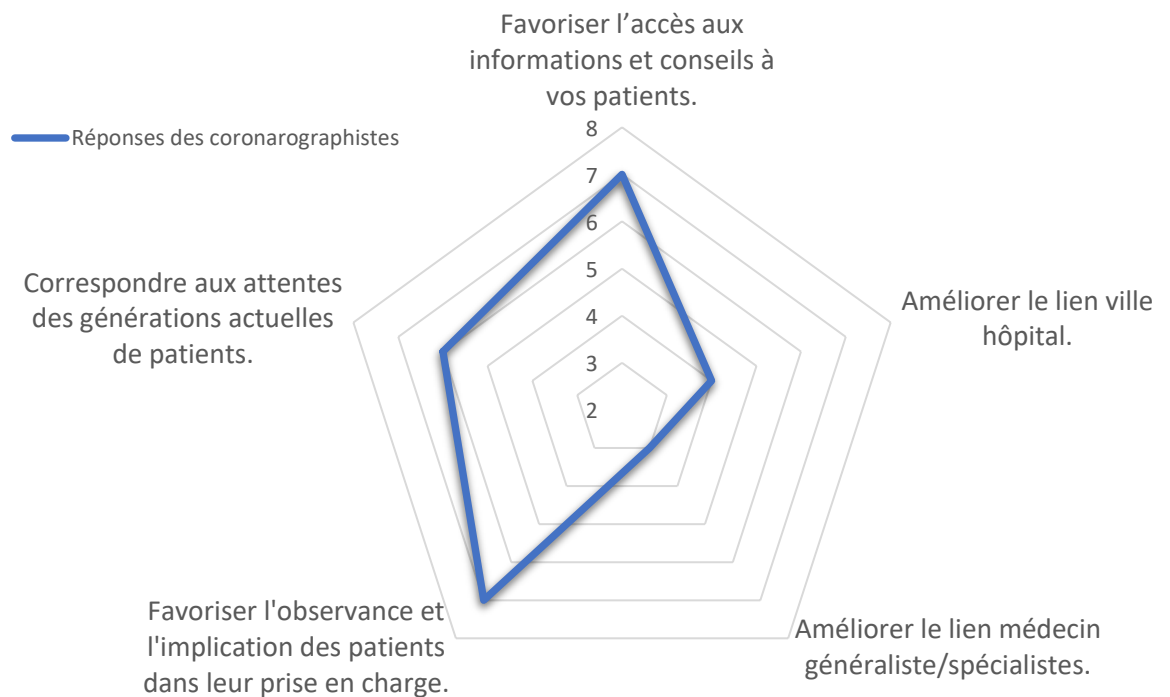 Favoriser l’accès aux
informations et conseils à
vos patients.
Réponses des coronarographistes
8
7
6
5
4
3
2
Correspondre aux attentes
des générations actuelles
de patients.
Améliorer le lien ville
hôpital.
Favoriser l'observance et
l'implication des patients
dans leur prise en charge.
Améliorer le lien médecin
généraliste/spécialistes.